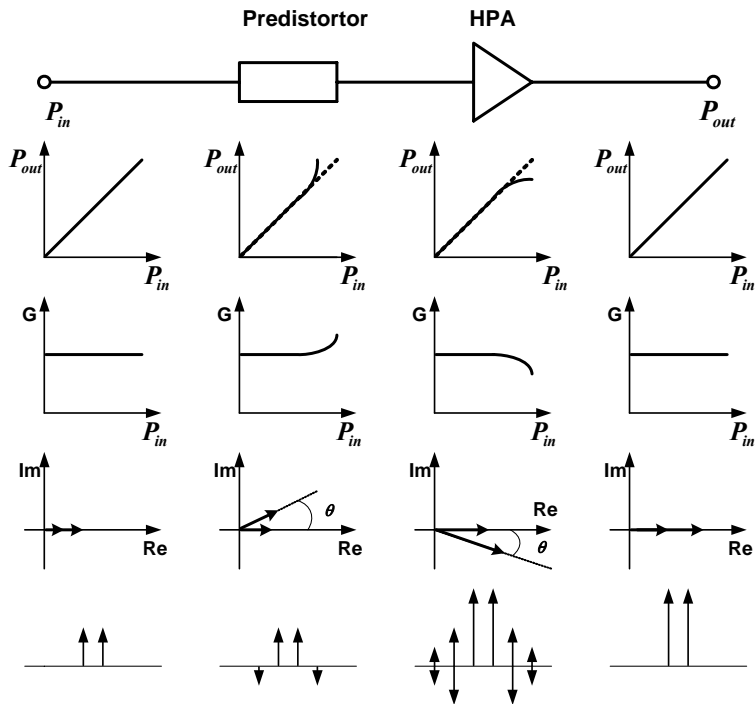 Predistortor HPA
P_in P_out
P_out P_out P_out P_out
P_in P_in P_in P_in
G G G G
P_in P_in P_in P_in
Im Im Im Im
θ Re
Re Re θ Re